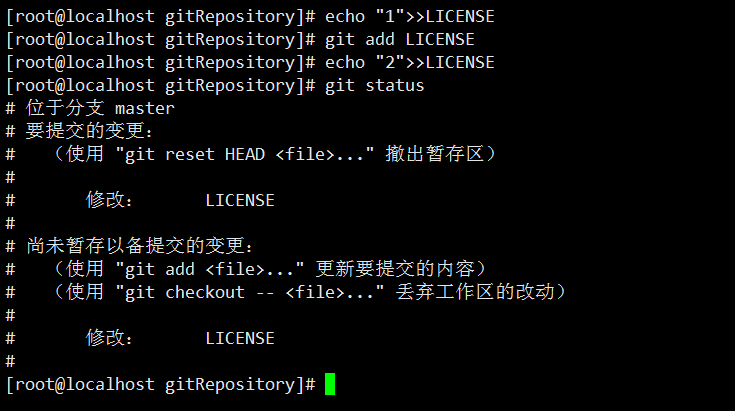 [root@localhost gitRepository]# echo "1">>LICENSE
[root@localhost gitRepository]# git add LICENSE
[root@localhost gitRepository]# echo "2">>LICENSE
[root@localhost gitRepository]# git status
# 位于分支 master
# 要提交的变更：
#   （使用 "git reset HEAD <file>..." 撤出暂存区）
#
#       修改：      LICENSE
#
# 尚未暂存以备提交的变更：
#   （使用 "git add <file>..." 更新要提交的内容）
#   （使用 "git checkout -- <file>..." 丢弃工作区的改动）
#
#       修改：      LICENSE
#
[root@localhost gitRepository]#